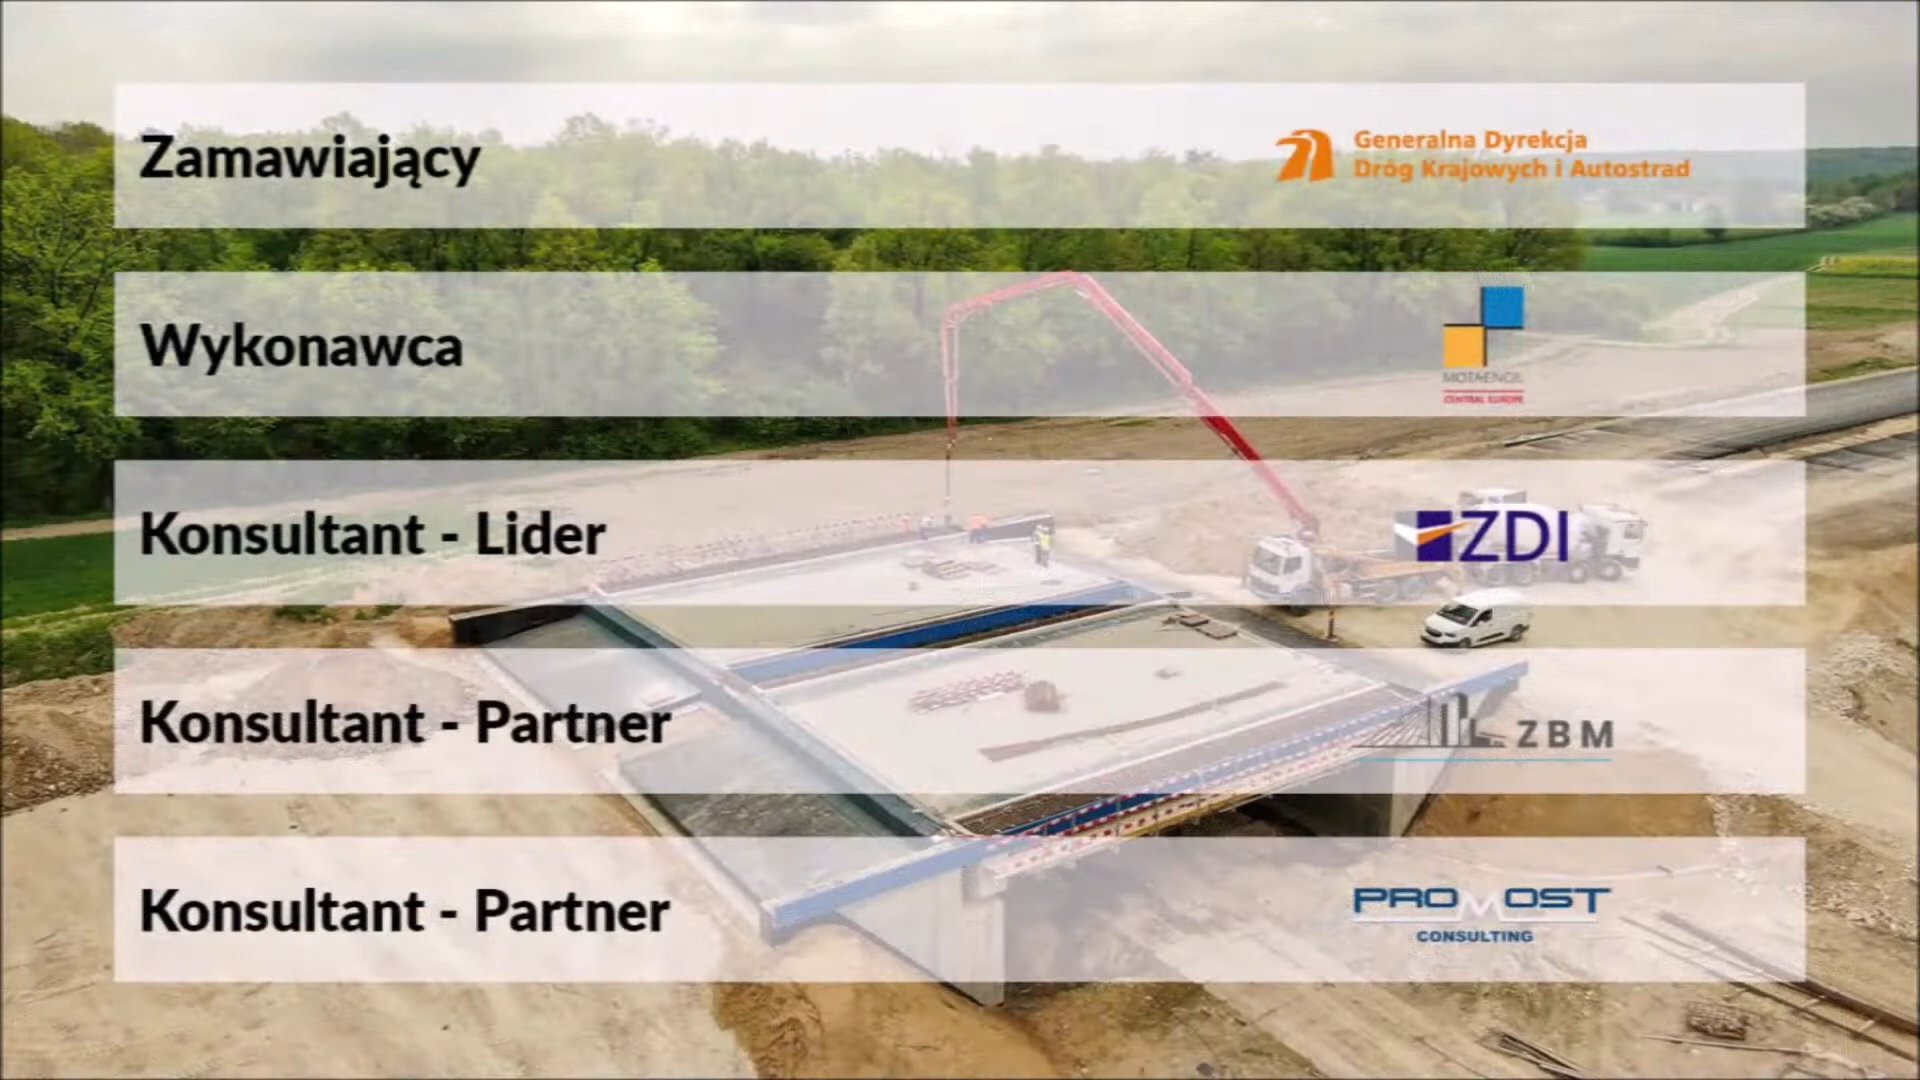 Zamawiający
Generalna Dyrekcja
Dróg Krajowych i Autostrad
Wykonawca
MOTA-ENGIL
CENTRAL EUROPE
Konsultant - Lider
ZDI
Konsultant - Partner
ZBM
Konsultant - Partner
PROMOST
CONSULTING